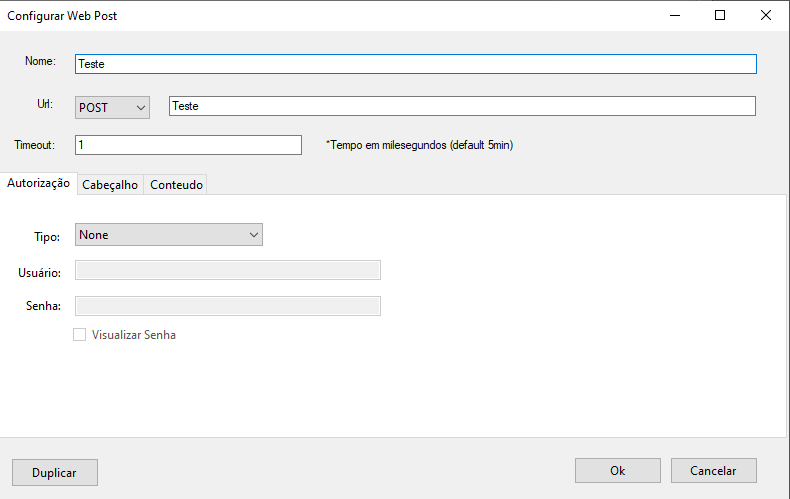 Configurar Web Post
Nome: Teste
Url: POST Teste
Timeout: 1 *Tempo em milesegundos (default 5min)
Autorização Cabeçalho Conteudo
Tipo: None
Usuário:
Senha:
Visualizar Senha
Duplicar Ok Cancelar